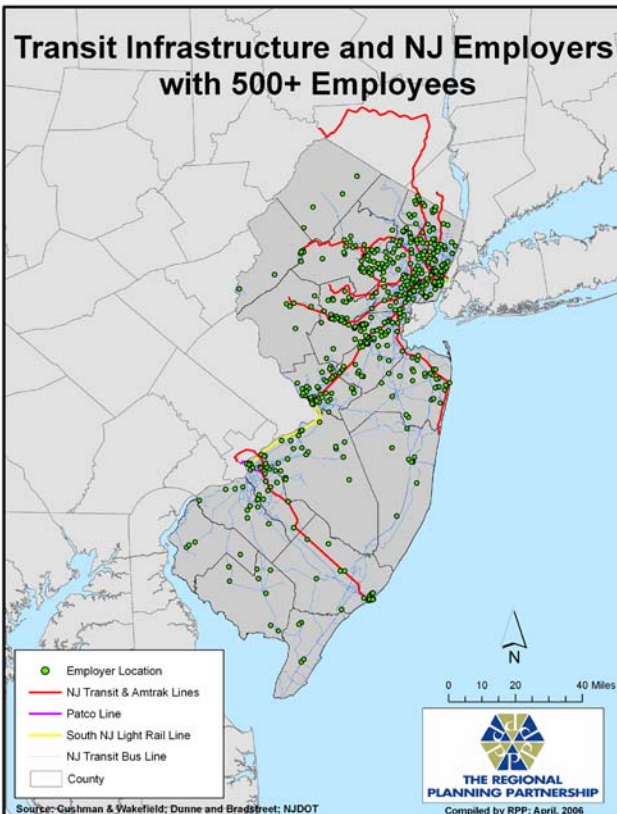 Transit Infrastructure and NJ Employers
with 500+ Employees
N
0 10 20 40 Miles
Employer Location
NJ Transit & Amtrak Lines
Patco Line
South NJ Light Rail Line
NJ Transit Bus Line
County
THE REGIONAL
PLANNING PARTNERSHIP
Source: Cushman & Wakefield; Dunne and Bradstreet; NJDOT
Compiled by RPP; April, 2006